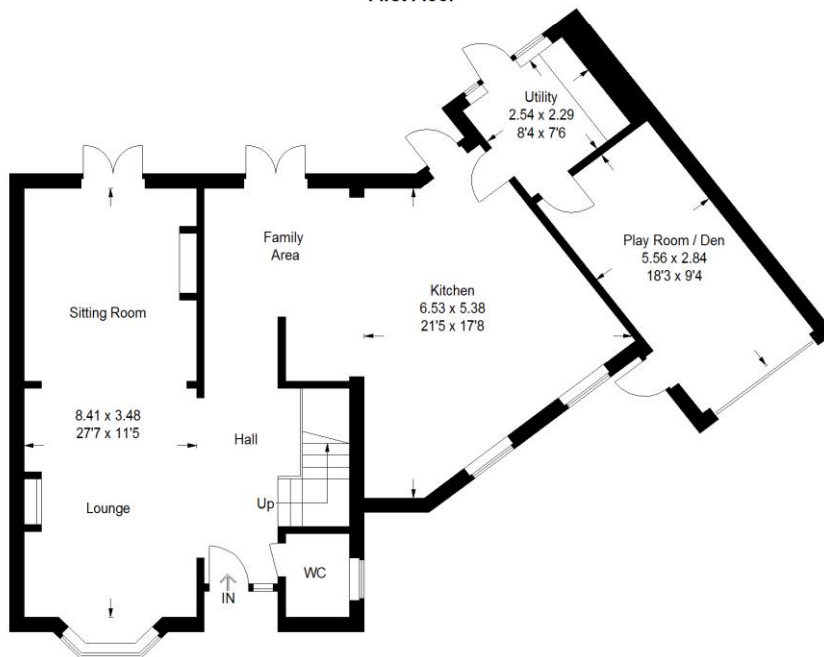 First Floor
Utility
2.54 x 2.29
8'4 x 7'6
Family
Area
Play Room / Den
5.56 x 2.84
18'3 x 9'4
Kitchen
6.53 x 5.38
21'5 x 17'8
Sitting Room
8.41 x 3.48
27'7 x 11'5
Hall
Lounge
Up
WC
IN